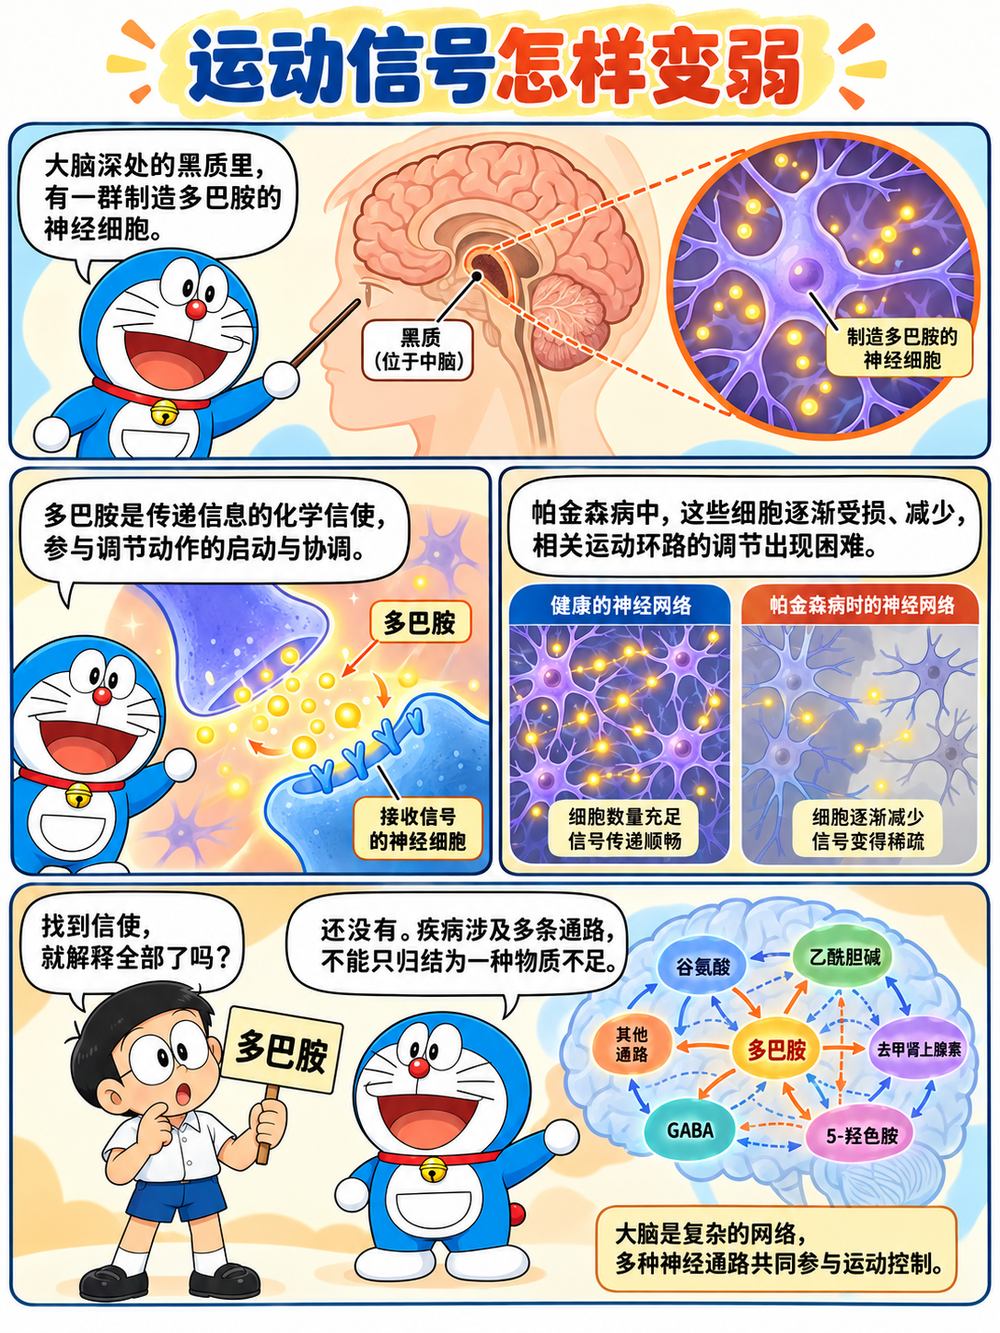 运动信号怎样变弱
大脑深处的黑质里，
有一群制造多巴胺的
神经细胞。
黑质
（位于中脑）
制造多巴胺的
神经细胞
多巴胺是传递信息的化学信使，
参与调节动作的启动与协调。
多巴胺
接收信号
的神经细胞
帕金森病中，这些细胞逐渐受损、减少，
相关运动环路的调节出现困难。
健康的神经网络
细胞数量充足
信号传递顺畅
帕金森病时的神经网络
细胞逐渐减少
信号变得稀疏
找到信使，
就解释全部了吗？
多巴胺
还没有。疾病涉及多条通路，
不能只归结为一种物质不足。
谷氨酸
乙酰胆碱
其他
通路
多巴胺
去甲肾上腺素
GABA
5-羟色胺
大脑是复杂的网络，
多种神经通路共同参与运动控制。